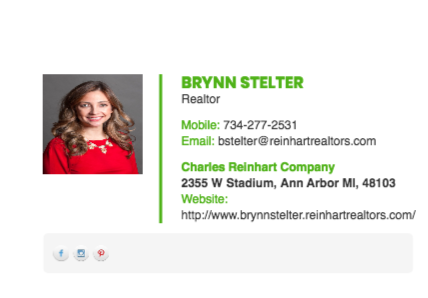 BRYNN STELTER
Realtor
Mobile: 734-277-2531
Email: bstelter@reinhartrealtors.com
Charles Reinhart Company
2355 W Stadium, Ann Arbor MI, 48103
Website:
http://www.brynnstelter.reinhartrealtors.com/